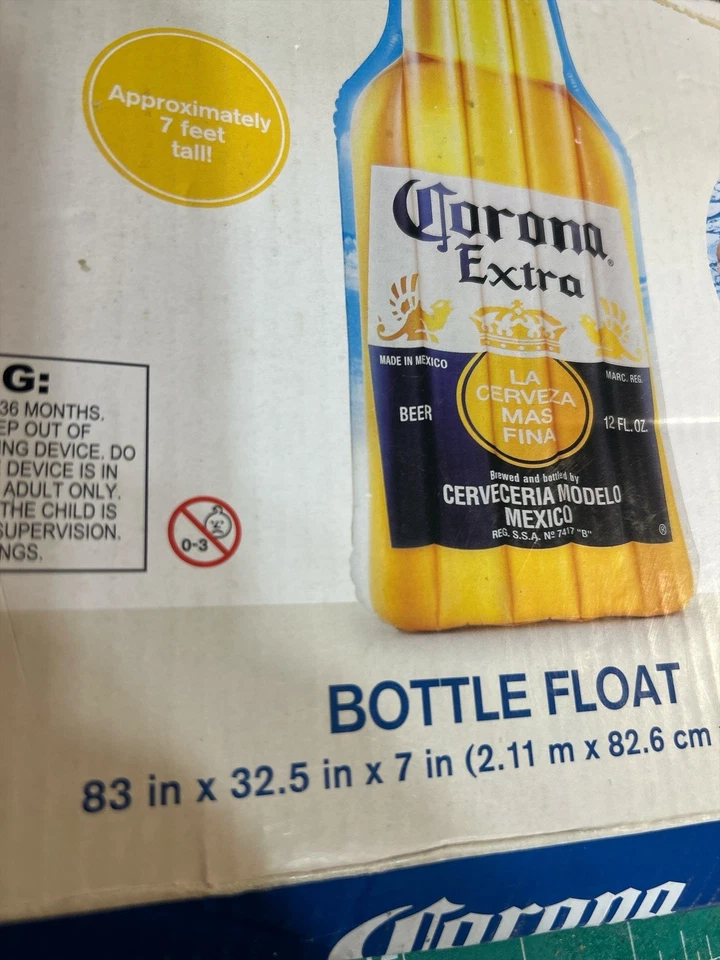 Approximately
7 feet
tall!
Corona®
Extra
MADE IN MEXICO
MARC. REG.
BEER
LA
CERVEZA
MAS
FINA
12 FL. OZ.
Brewed and bottled by
CERVECERIA MODELO
MEXICO
REG. S.S.A. Nº 7417 "B"
®
G:
36 MONTHS,
EP OUT OF
NG DEVICE. DO
DEVICE IS IN
ADULT ONLY.
THE CHILD IS
SUPERVISION.
NGS.
0-3
BOTTLE FLOAT
83 in x 32.5 in x 7 in (2.11 m x 82.6 cm
Corona